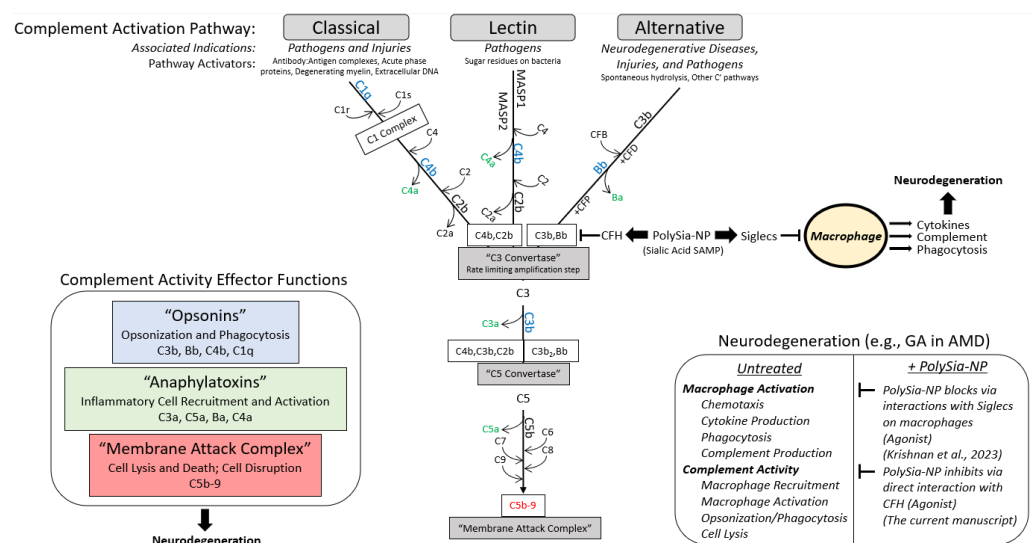 Complement Activation Pathway:
Classical
Lectin
Alternative
Associated Indications:
Pathogens and Injuries
Pathogens
Neurodegenerative Diseases,
Injuries, and Pathogens
Pathway Activators:
Antibody:Antigen complexes, Acute phase
proteins, Degenerating myelin, Extracellular DNA
Sugar residues on bacteria
Spontaneous hydrolysis, Other C' pathways
C1q
C1r
C1s
C1 Complex
C4
C4b
C4a
C2
C2b
C2a
MASP1
MASP2
C4
C4a
C4b
C2
C2a
C2b
C3b
CFB
+CFD
Bb
Ba
+CFP
C4b,C2b
C3b,Bb
CFH
PolySia-NP
(Sialic Acid SAMP)
Siglecs
Macrophage
Neurodegeneration
Cytokines
Complement
Phagocytosis
"C3 Convertase"
Rate limiting amplification step
C3
C3a
C3b
C4b,C3b,C2b
C3b₂,Bb
"C5 Convertase"
C5
C5a
C5b
C6
C7
C8
C9
C5b-9
"Membrane Attack Complex"
Complement Activity Effector Functions
"Opsonins"
Opsonization and Phagocytosis
C3b, Bb, C4b, C1q
"Anaphylatoxins"
Inflammatory Cell Recruitment and Activation
C3a, C5a, Ba, C4a
"Membrane Attack Complex"
Cell Lysis and Death; Cell Disruption
C5b-9
Neurodegeneration
Neurodegeneration (e.g., GA in AMD)
Untreated
Macrophage Activation
Chemotaxis
Cytokine Production
Phagocytosis
Complement Production
Complement Activity
Macrophage Recruitment
Macrophage Activation
Opsonization/Phagocytosis
Cell Lysis
+ PolySia-NP
PolySia-NP blocks via
interactions with Siglecs
on macrophages
(Agonist)
(Krishnan et al., 2023)
PolySia-NP inhibits via
direct interaction with
CFH (Agonist)
(The current manuscript)